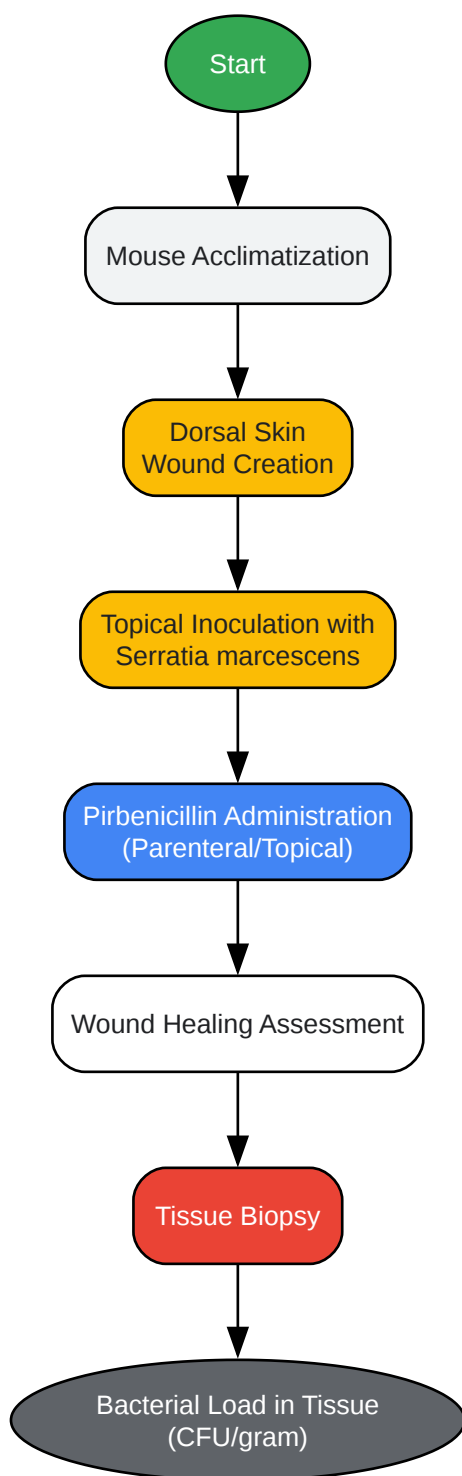 Start
Mouse Acclimatization
Dorsal Skin
Wound Creation
Topical Inoculation with
Serratia marcescens
Pirbenicillin Administration
(Parenteral/Topical)
Wound Healing Assessment
Tissue Biopsy
Bacterial Load in Tissue
(CFU/gram)